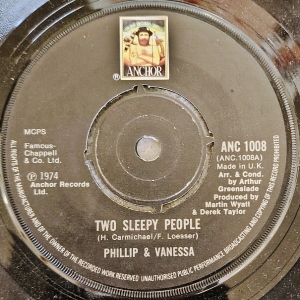 ANCHOR
®
MCPS
Famous-
Chappell
& Co. Ltd.
℗ 1974
Anchor Records
Ltd.
ANC 1008
(ANC.1008A)
Made in U.K.
Arr. & Cond.
by Arthur
Greenslade
Produced by
Martin Wyatt
& Derek Taylor
TWO SLEEPY PEOPLE
(H. Carmichael/F. Loesser)
PHILLIP & VANESSA
ALL RIGHTS OF THE MANUFACTURER AND OF THE OWNER OF THE RECORDED WORK RESERVED UNAUTHORISED PUBLIC PERFORMANCE, BROADCASTING AND COPYING OF THIS RECORD PROHIBITED